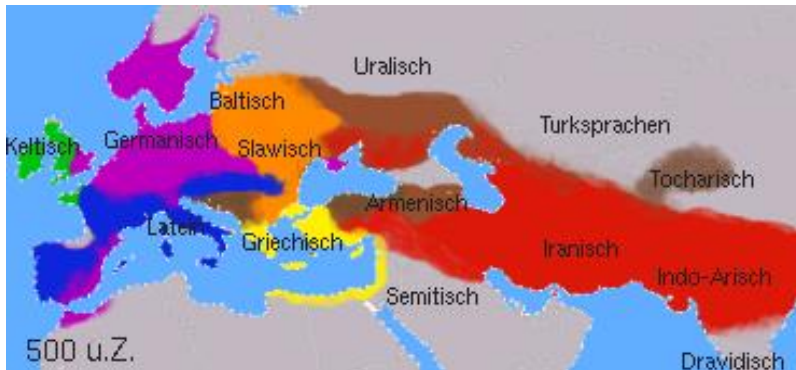 Uralisch
Baltisch
Turksprachen
Keltisch
Germanisch
Slawisch
Tocharisch
Armenisch
Latein
Griechisch
Iranisch
Indo-Arisch
Semitisch
500 u.Z.
Dravidisch